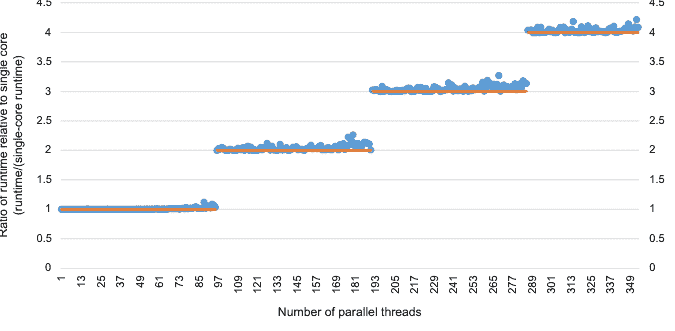 Ratio of runtime relative to single core
(runtime/(single-core runtime)
4.5 4.5
4 4
3.5 3.5
3 3
2.5 2.5
2 2
1.5 1.5
1 1
0.5 0.5
0 0
1 13 25 37 49 61 73 85 97 109 121 133 145 157 169 181 193 205 217 229 241 253 265 277 289 301 313 325 337 349
Number of parallel threads